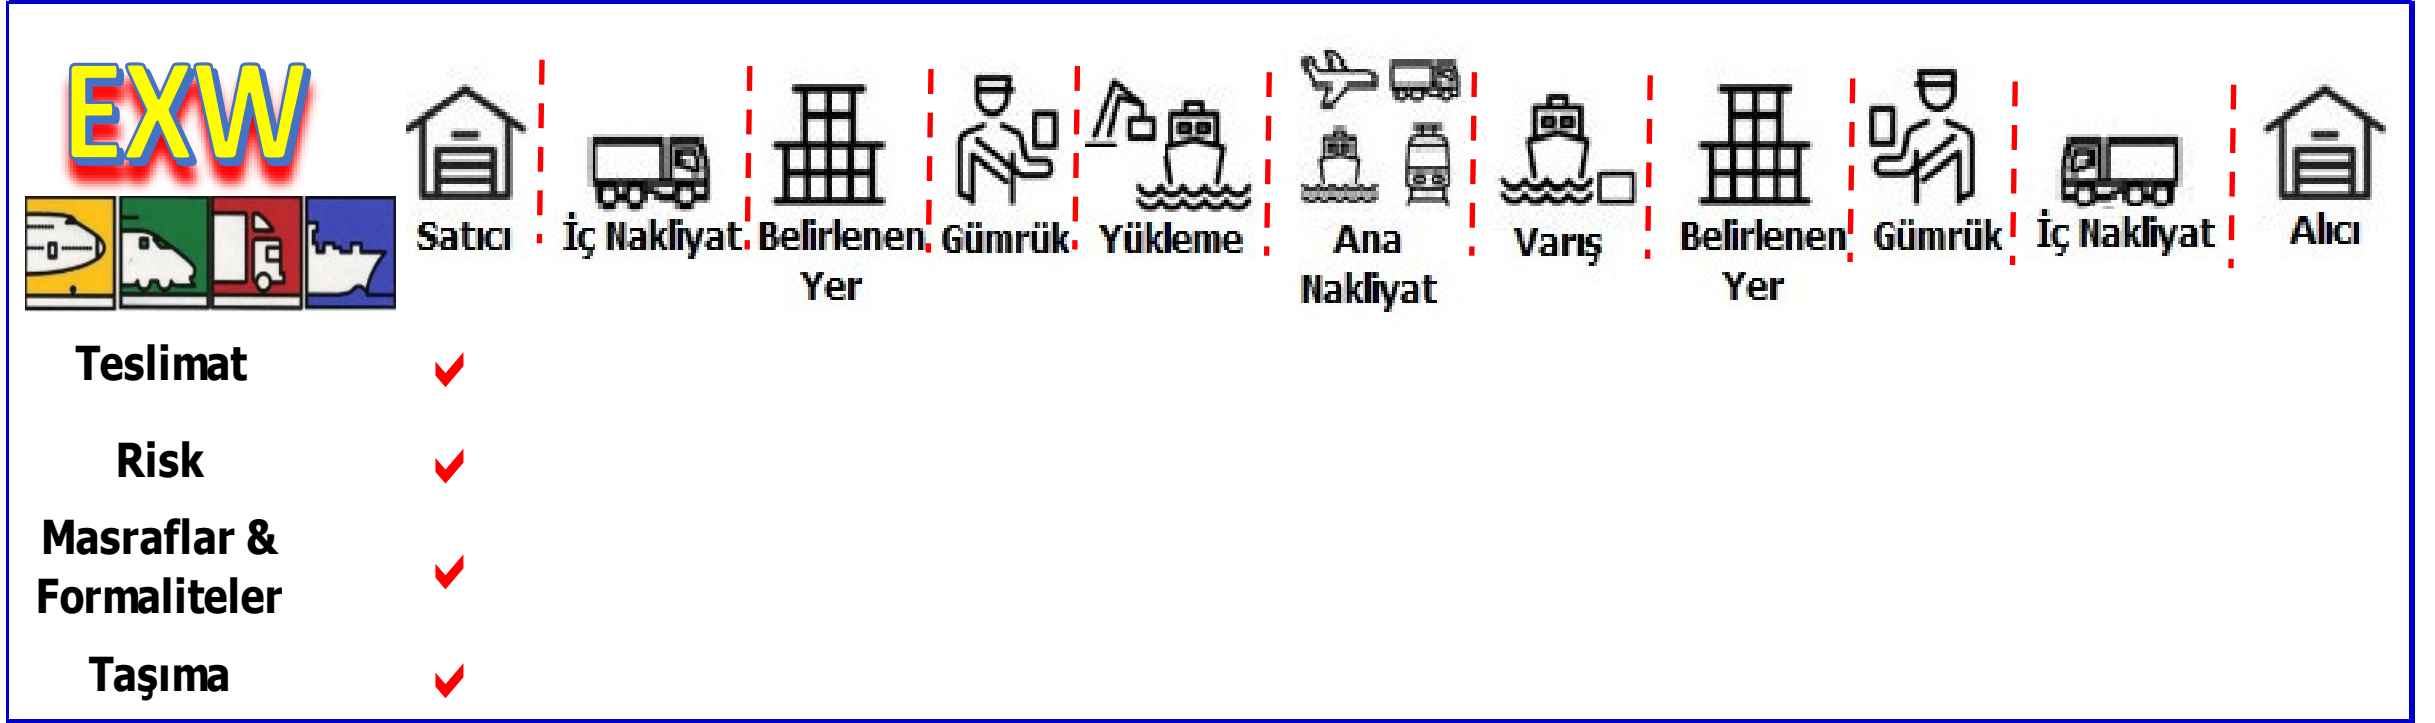 EXW
Satıcı
İç Nakliyat
Belirlenen
Yer
Gümrük
Yükleme
Ana
Nakliyat
Varış
Belirlenen
Yer
Gümrük
İç Nakliyat
Alıcı
Teslimat
Risk
Masraflar &
Formaliteler
Taşıma